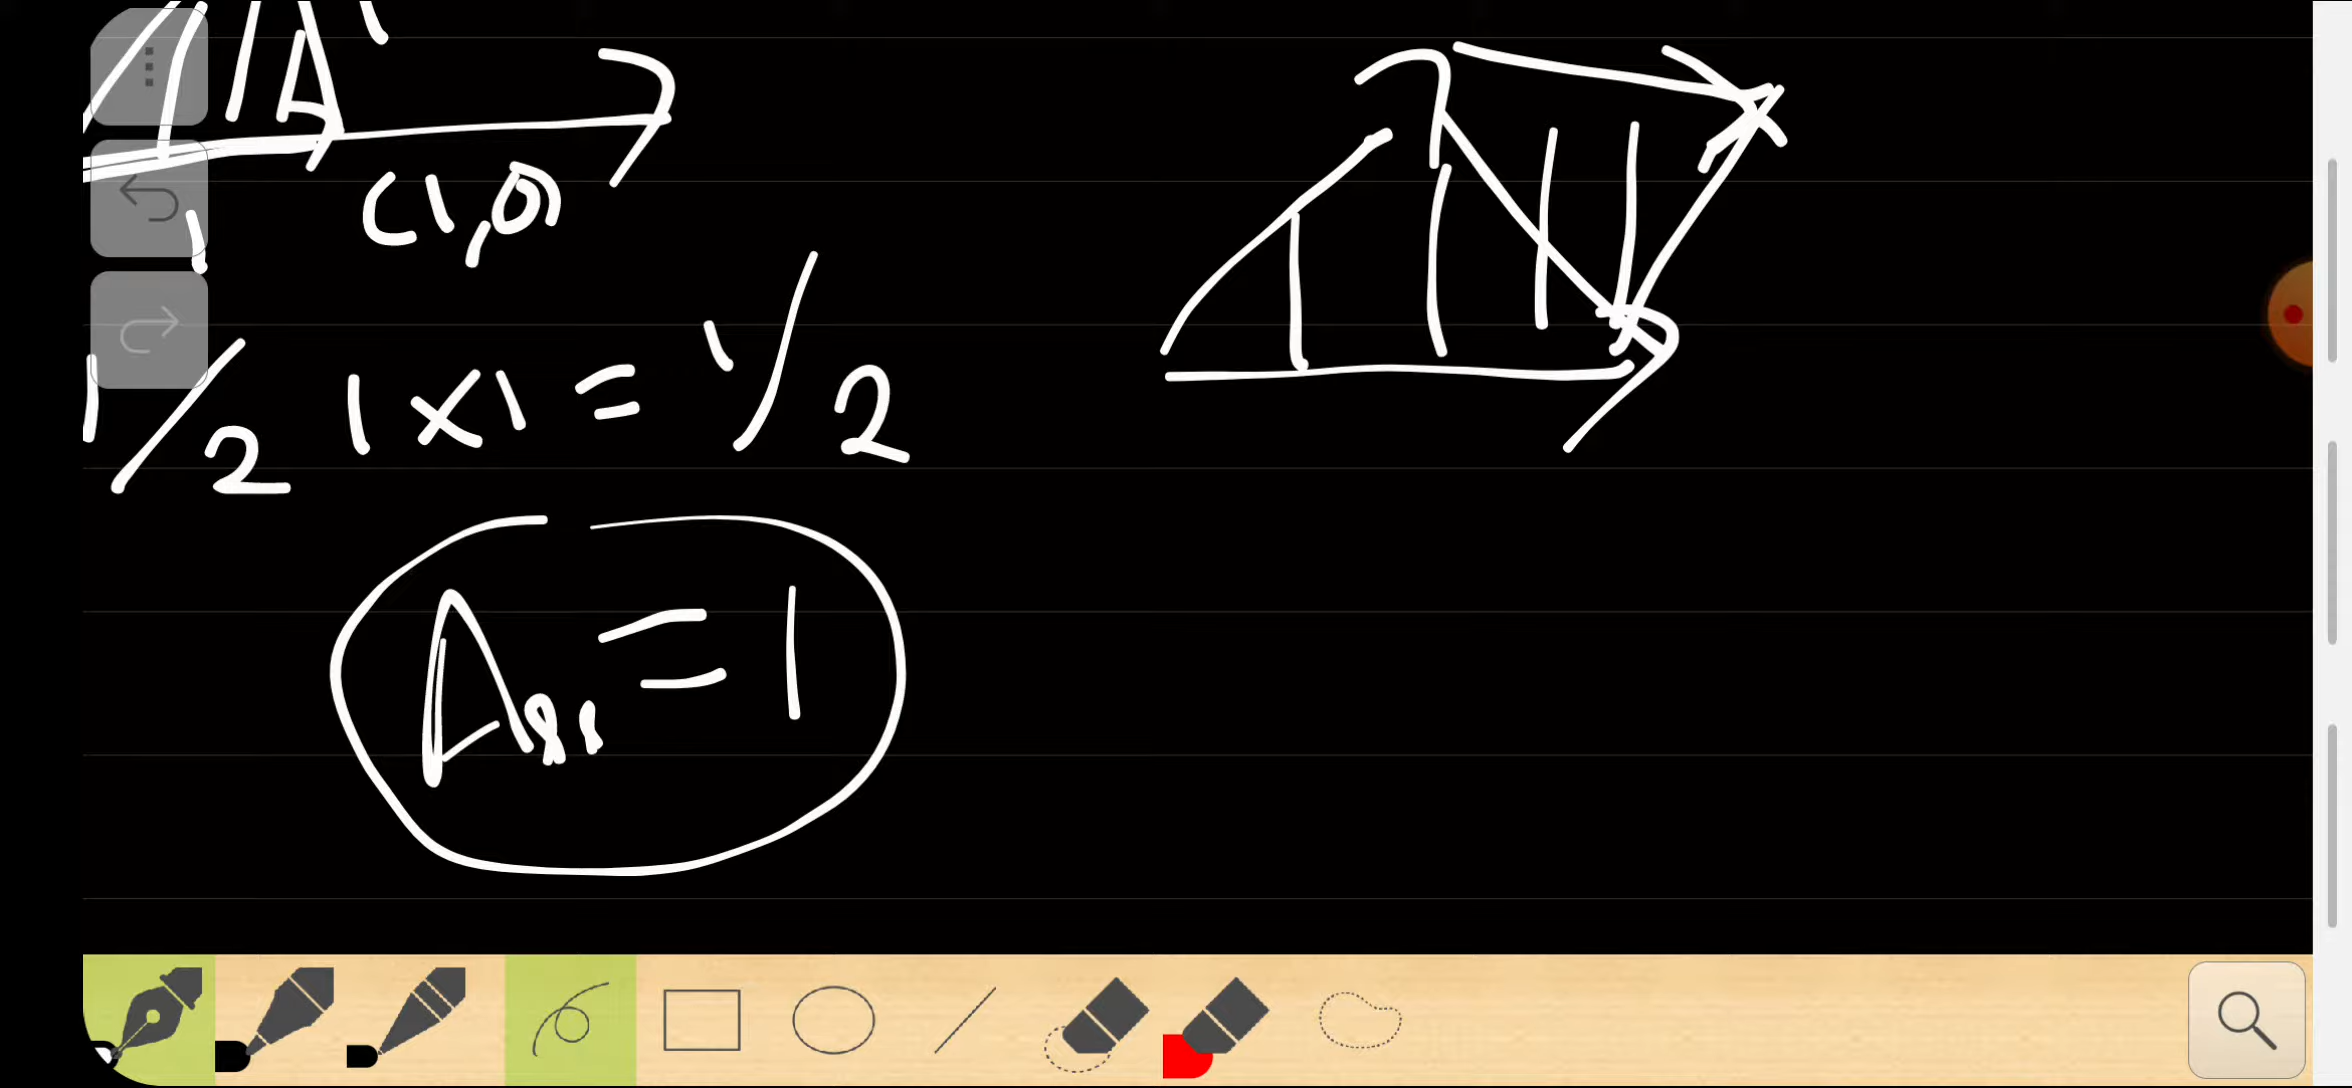 (1,0)
1/2 1×1 = 1/2
= 1